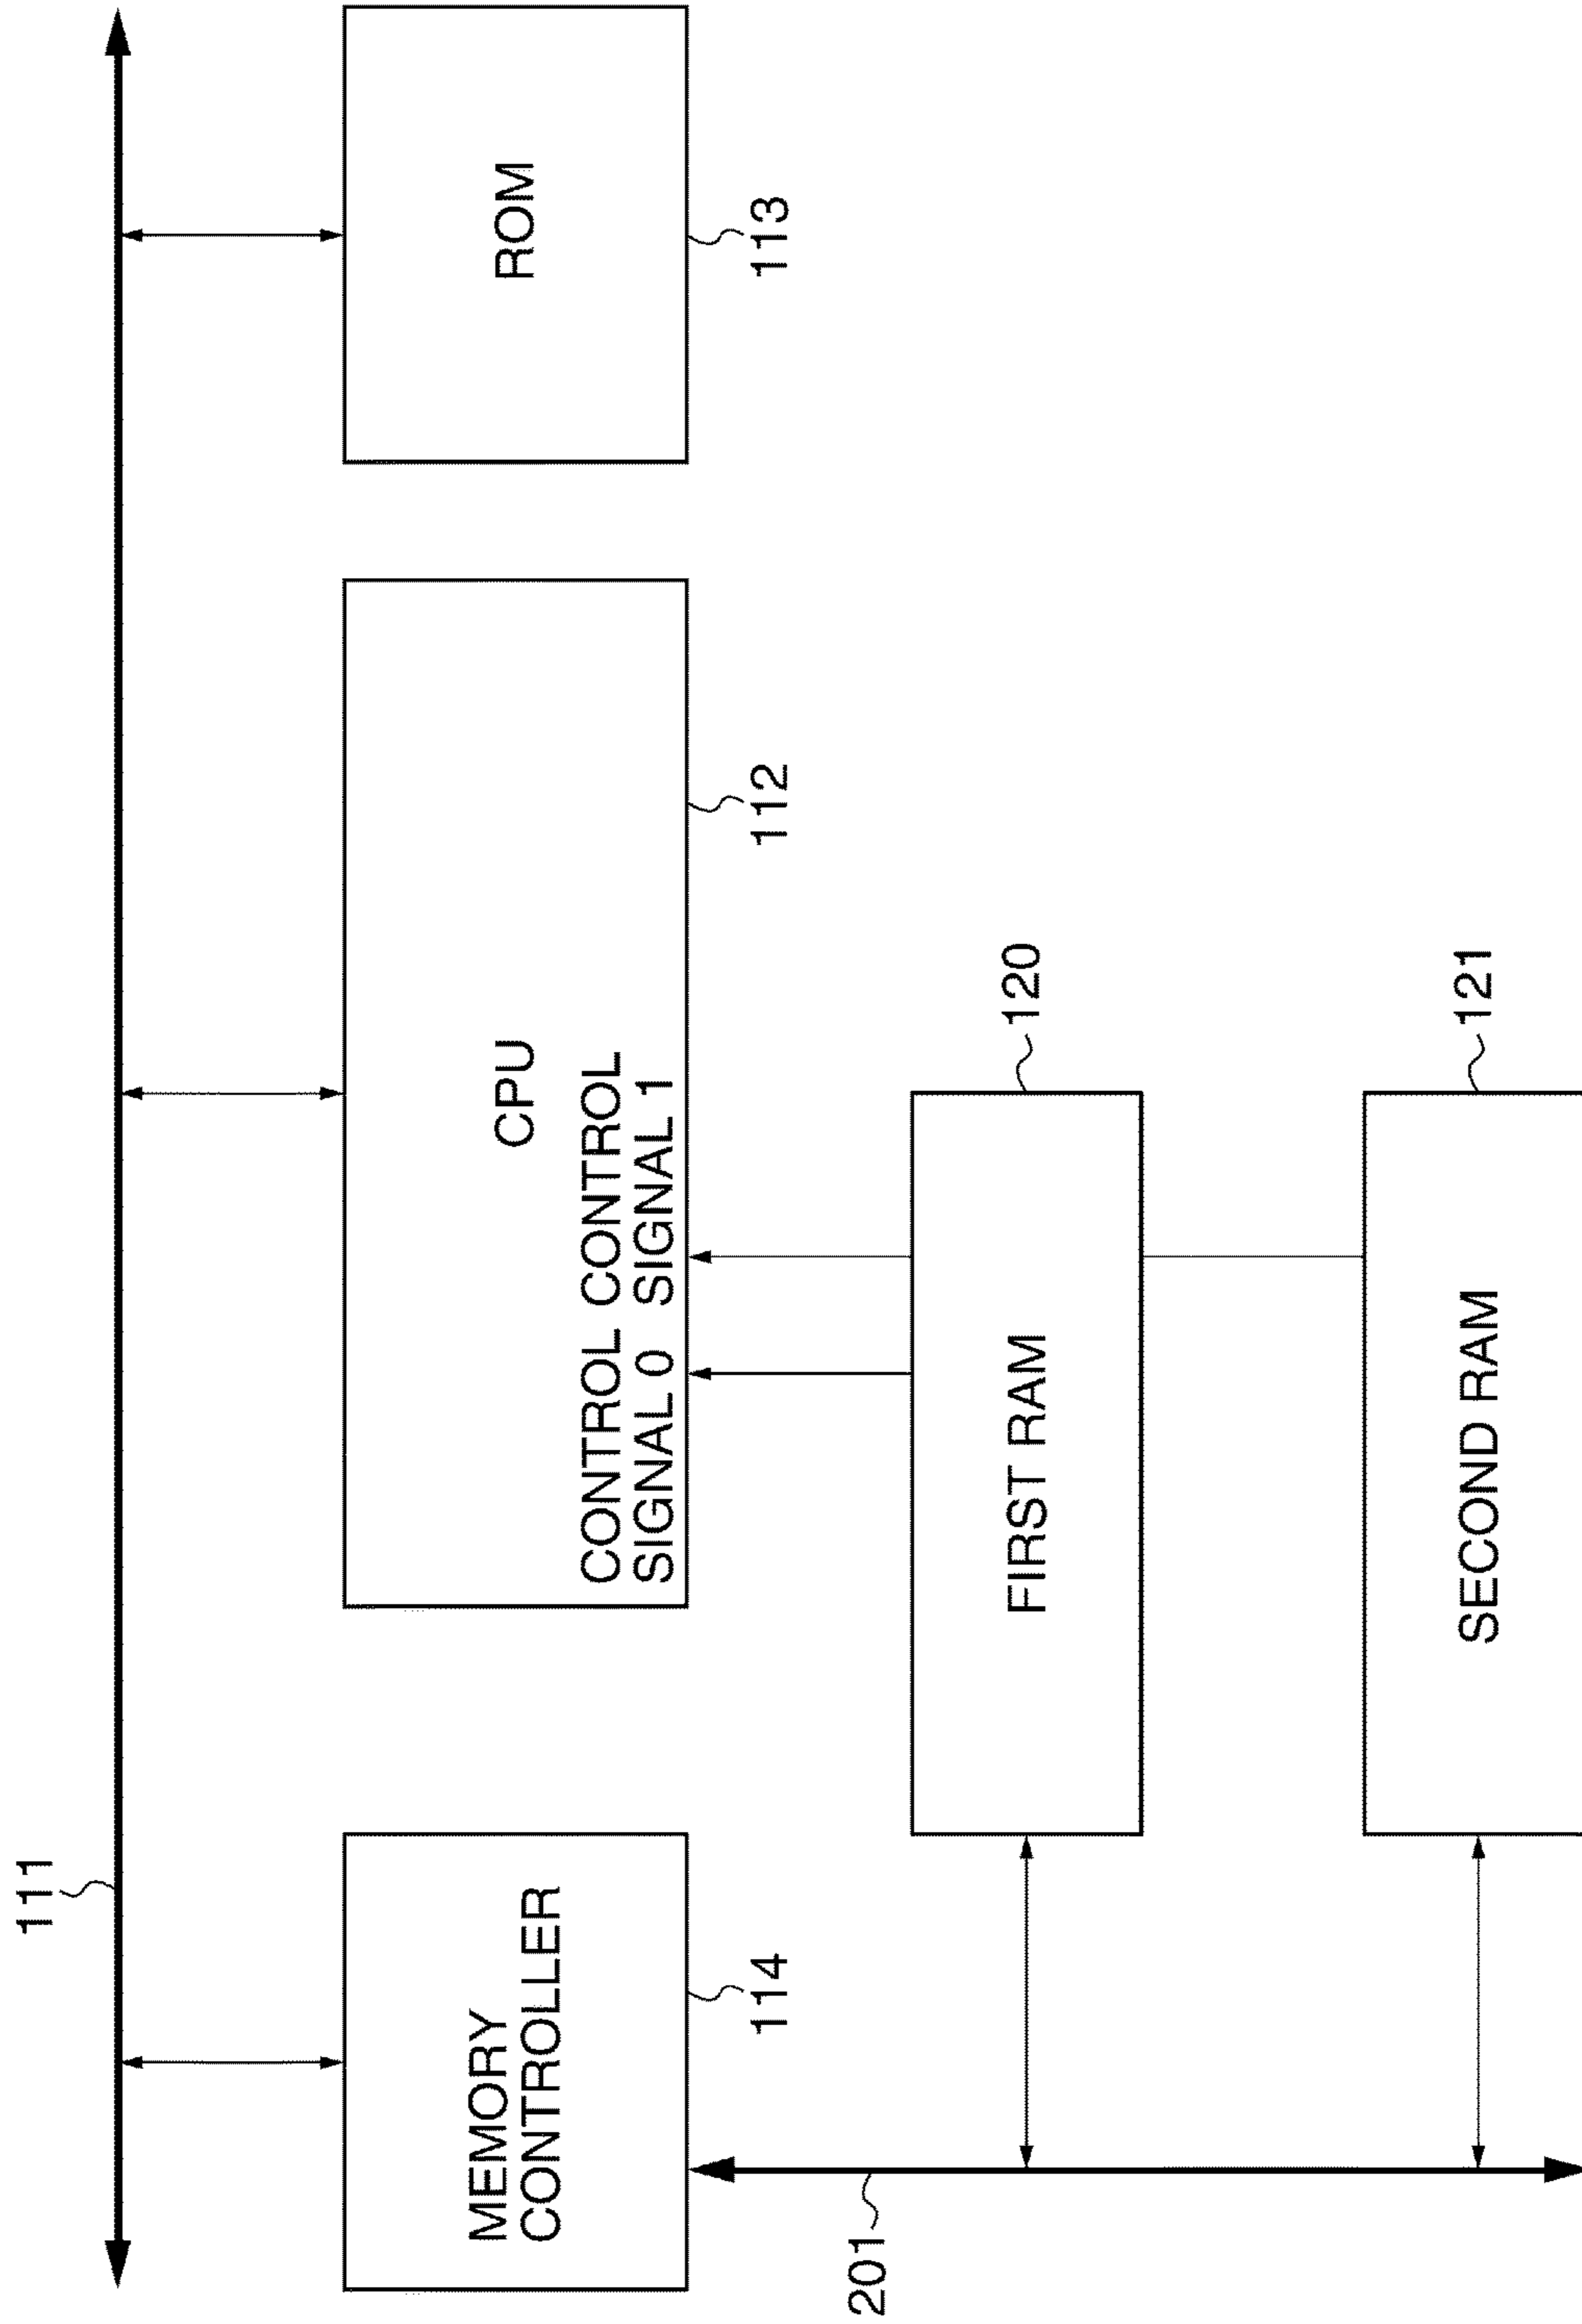 111
MEMORY
CONTROLLER
114
CPU
CONTROL CONTROL
SIGNAL 0 SIGNAL 1
112
ROM
113
201
FIRST RAM
120
SECOND RAM
121